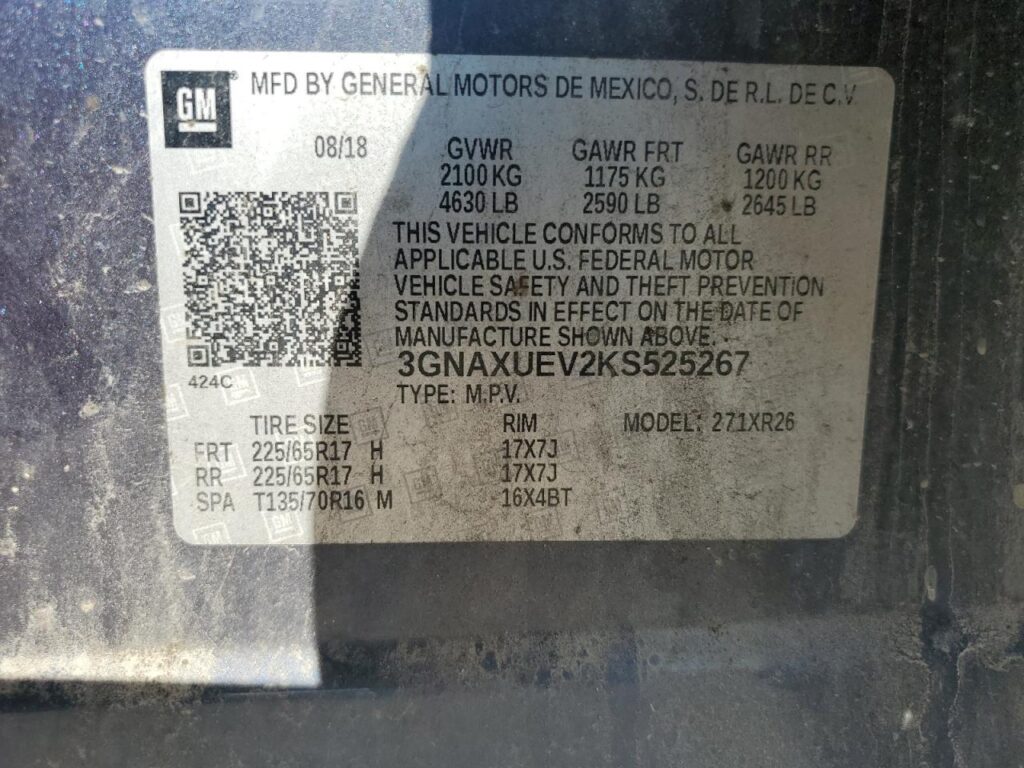 GM
MFD BY GENERAL MOTORS DE MEXICO, S. DE R.L. DE C.V.
08/18 GVWR GAWR FRT GAWR RR
2100 KG 1175 KG 1200 KG
4630 LB 2590 LB 2645 LB
THIS VEHICLE CONFORMS TO ALL
APPLICABLE U.S. FEDERAL MOTOR
VEHICLE SAFETY AND THEFT PREVENTION
STANDARDS IN EFFECT ON THE DATE OF
MANUFACTURE SHOWN ABOVE.
3GNAXUEV2KS525267
424C
TYPE: M.P.V.
TIRE SIZE RIM MODEL: 271XR26
FRT 225/65R17 H 17X7J
RR 225/65R17 H 17X7J
SPA T135/70R16 M 16X4BT